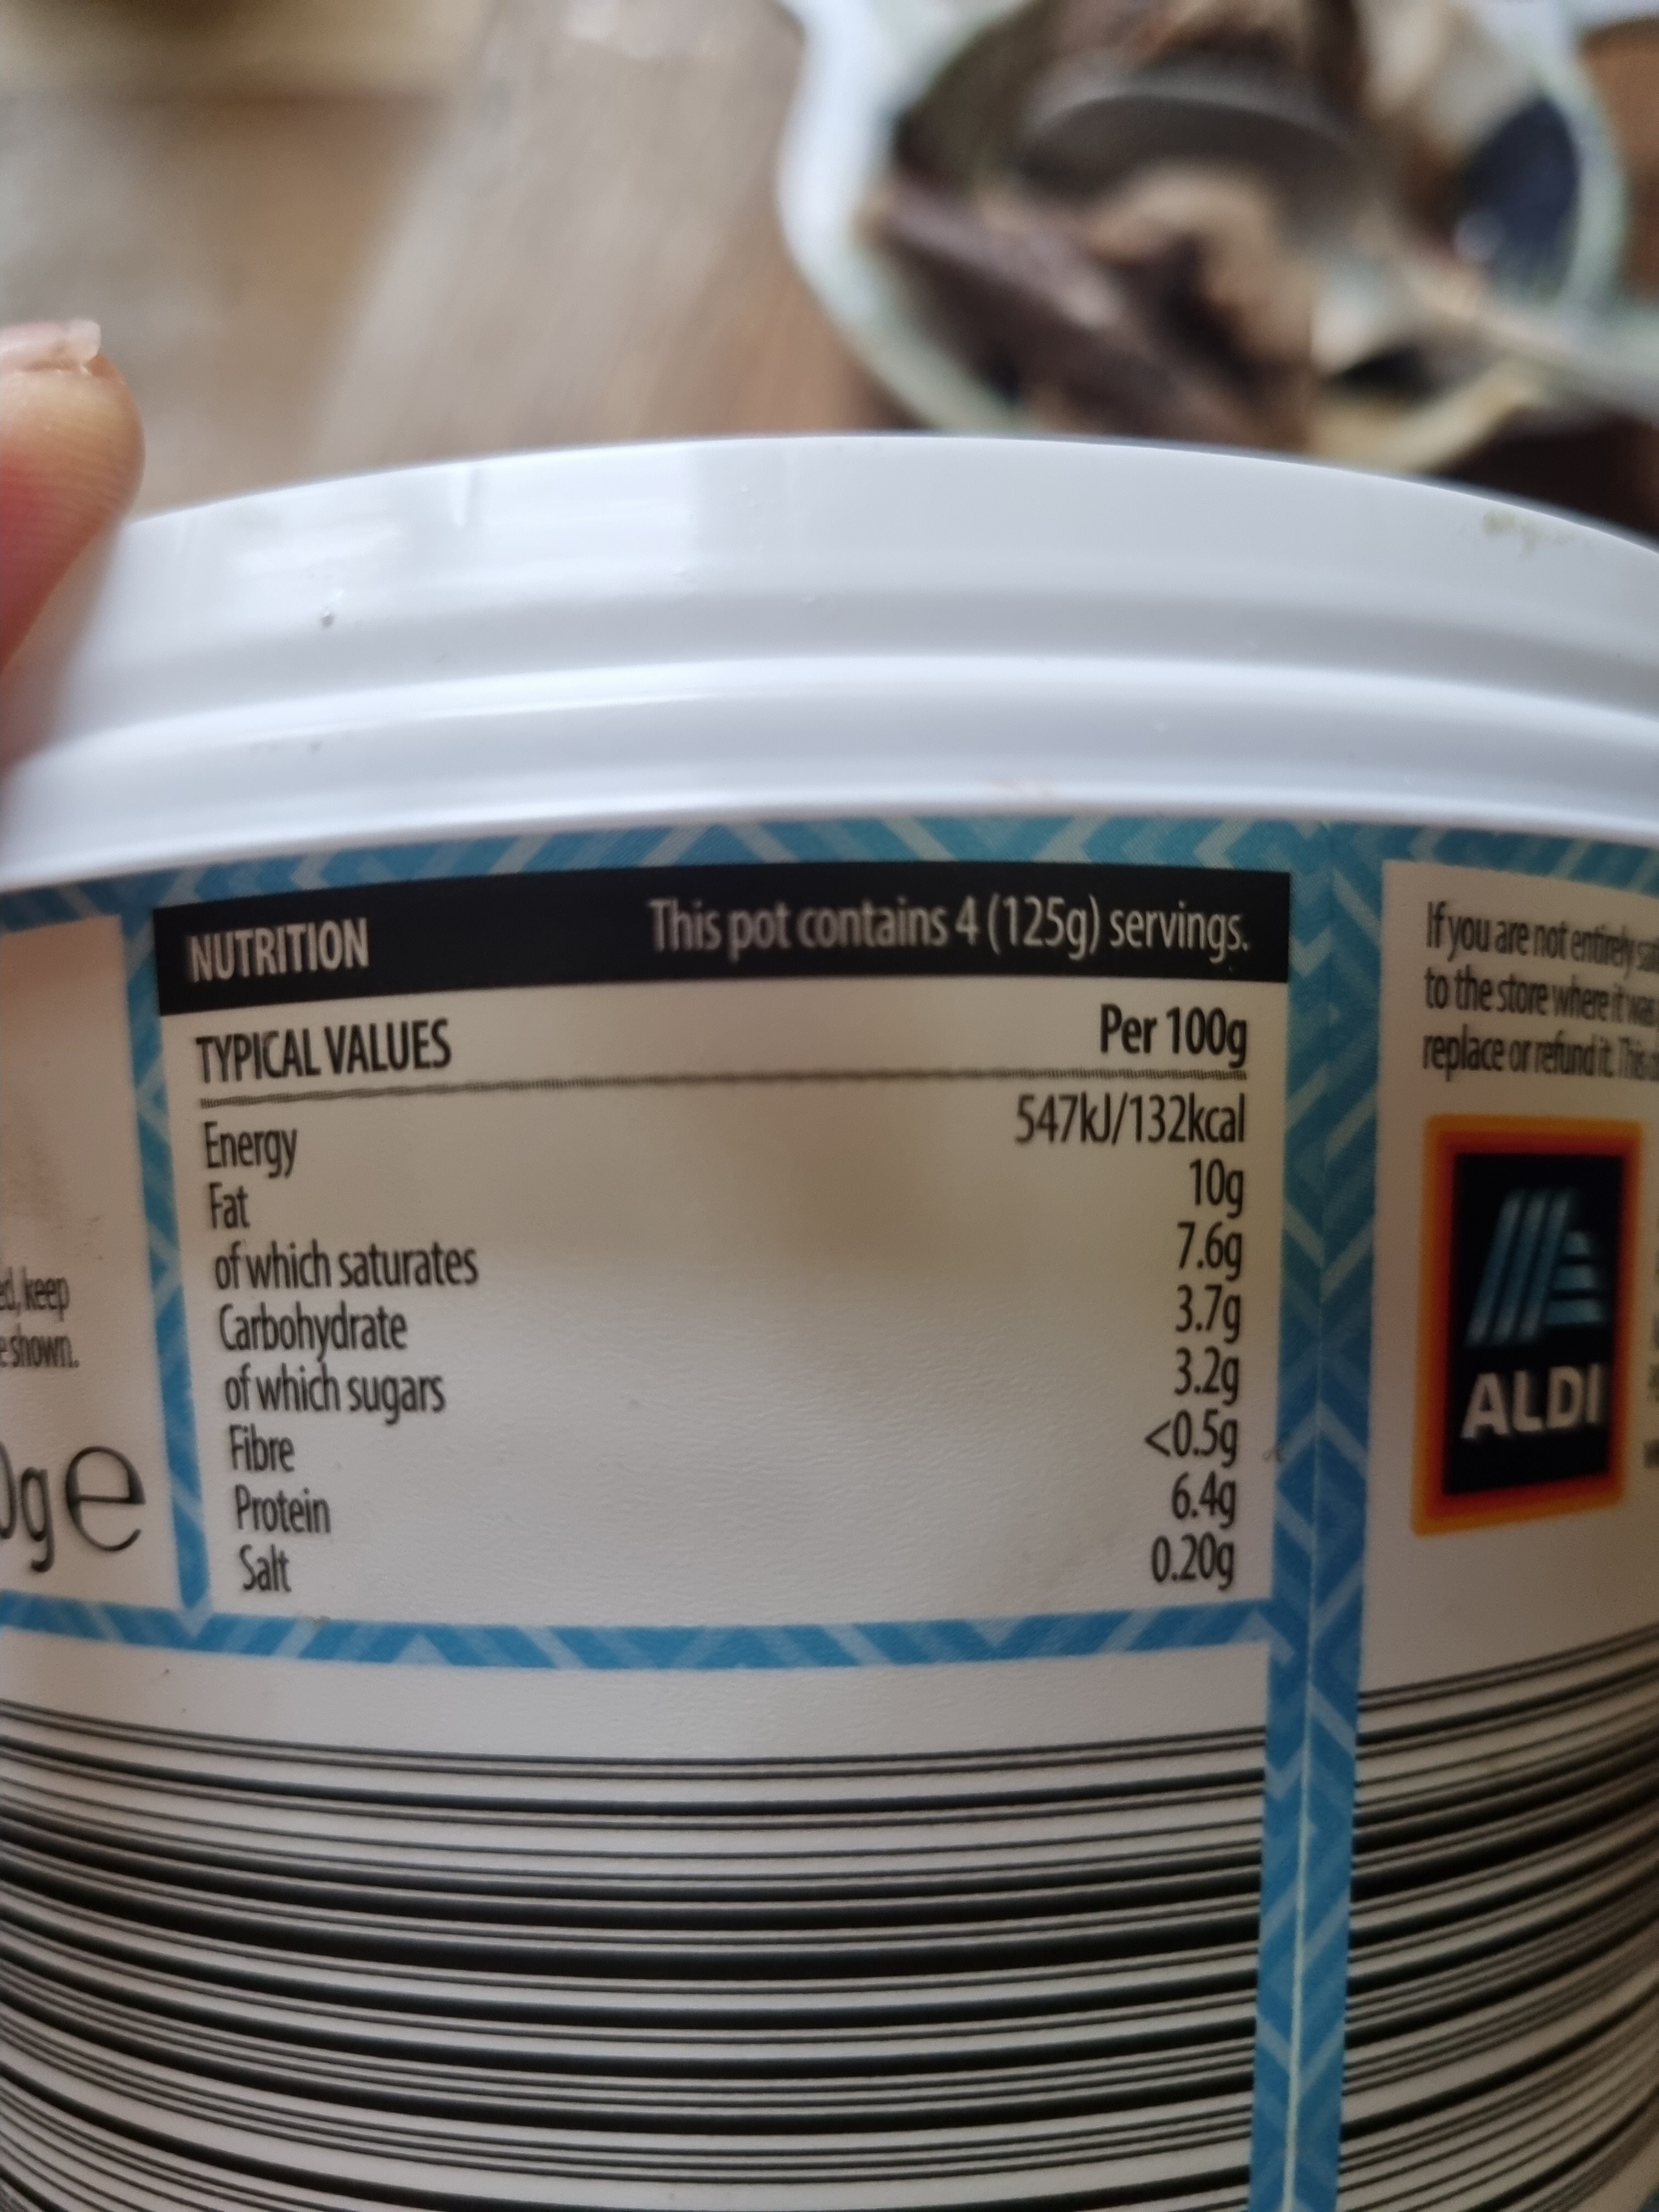 NUTRITION This pot contains 4 (125g) servings.
TYPICAL VALUES Per 100g
Energy 547kJ/132kcal
Fat 10g
of which saturates 7.6g
Carbohydrate 3.7g
of which sugars 3.2g
Fibre <0.5g
Protein 6.4g
Salt 0.20g
keep
shown.
g e
If you are not entirely
to the store where it was
replace or refund it. This
ALDI